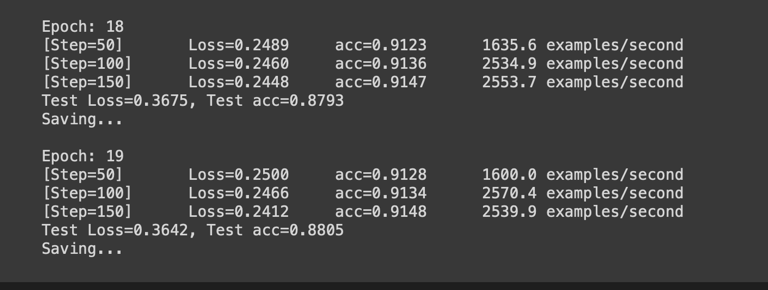 Epoch: 18
[Step=50] Loss=0.2489 acc=0.9123 1635.6 examples/second
[Step=100] Loss=0.2460 acc=0.9136 2534.9 examples/second
[Step=150] Loss=0.2448 acc=0.9147 2553.7 examples/second
Test Loss=0.3675, Test acc=0.8793
Saving...
Epoch: 19
[Step=50] Loss=0.2500 acc=0.9128 1600.0 examples/second
[Step=100] Loss=0.2466 acc=0.9134 2570.4 examples/second
[Step=150] Loss=0.2412 acc=0.9148 2539.9 examples/second
Test Loss=0.3642, Test acc=0.8805
Saving...